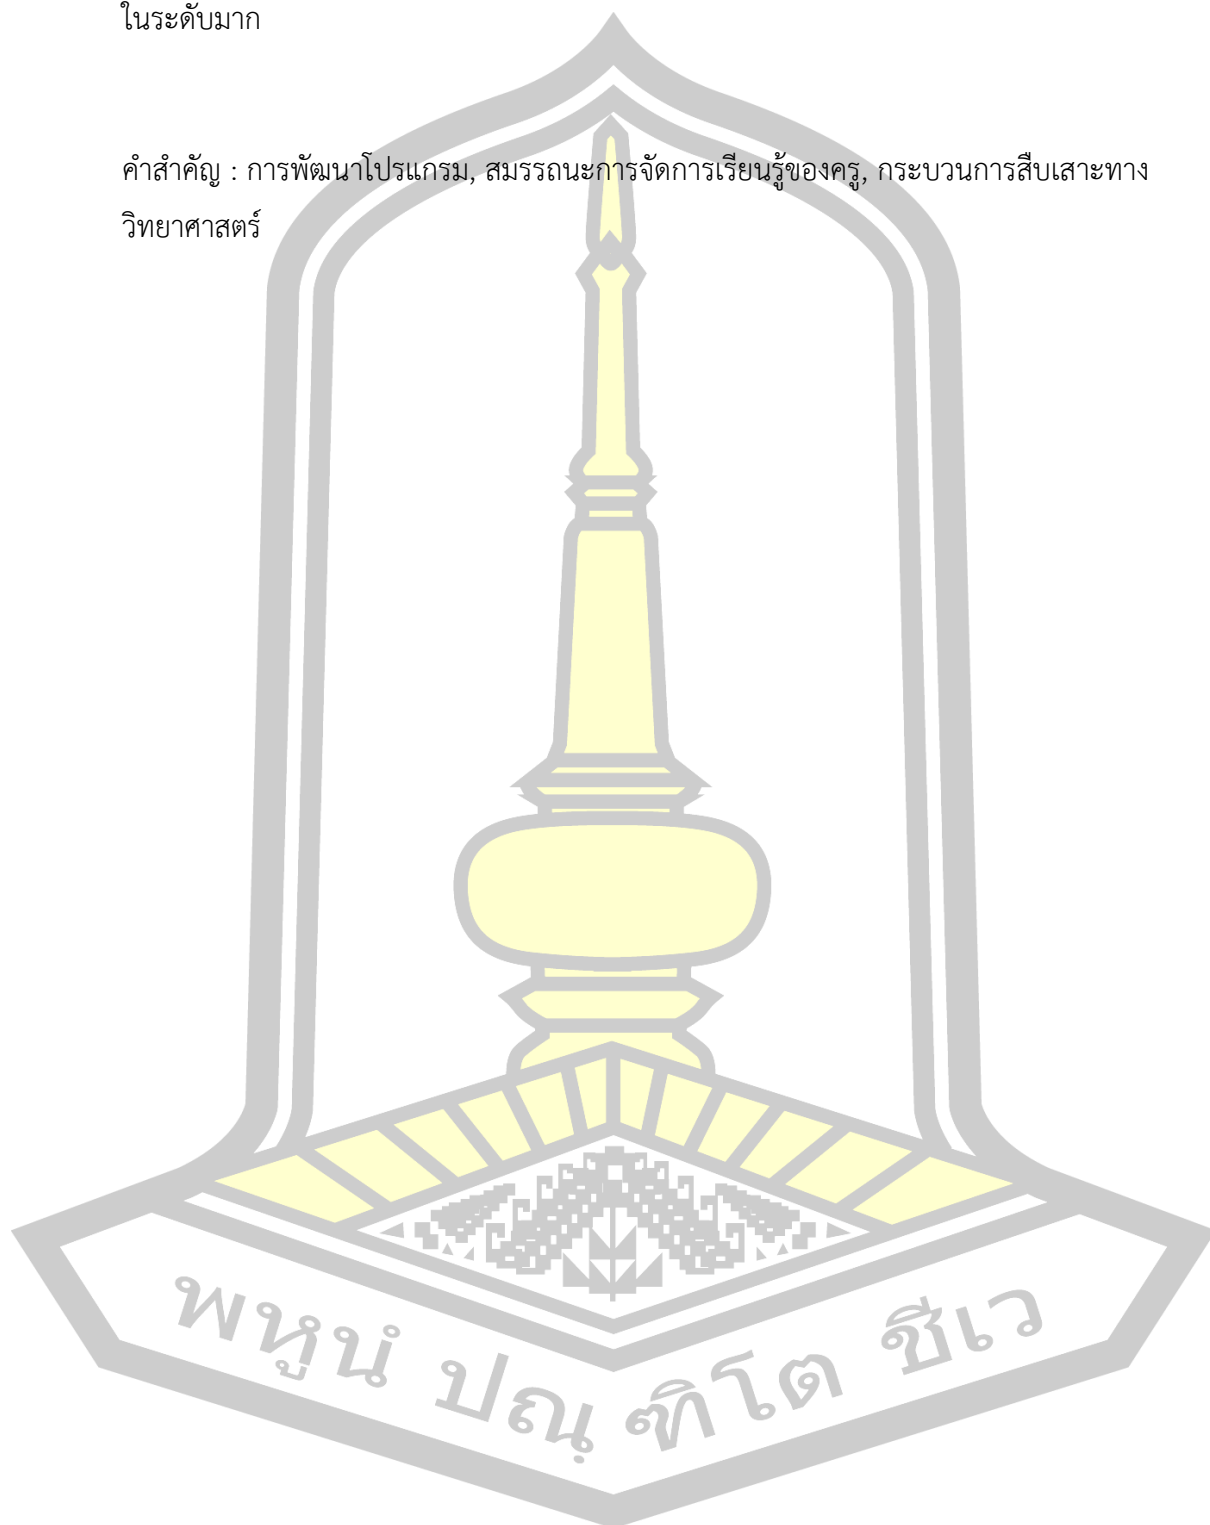 ในระดับมาก
คำสำคัญ : การพัฒนาโปรแกรม, สมรรถนะการจัดการเรียนรู้ของครู, กระบวนการสืบเสาะทาง
วิทยาศาสตร์
พหูนํ ปณฺฑิโต ชีเว